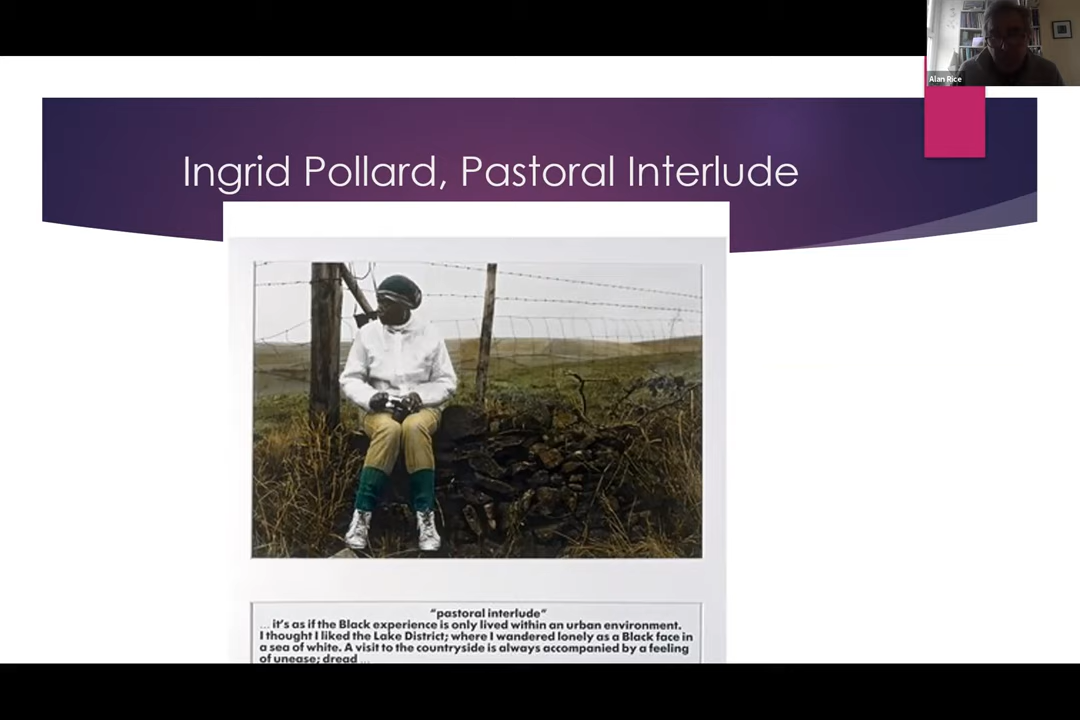 Alan Rice
Ingrid Pollard, Pastoral Interlude
"pastoral interlude"
... it's as if the Black experience is only lived within an urban environment.
I thought I liked the Lake District; where I wandered lonely as a Black face in
a sea of white. A visit to the countryside is always accompanied by a feeling
of unease; dread ...